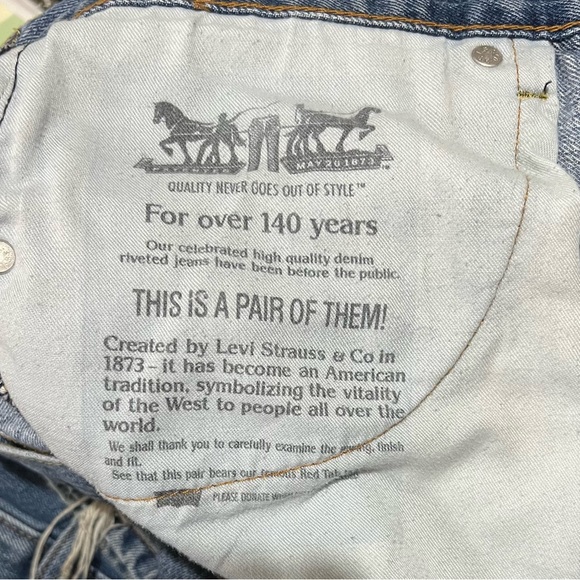 PATENTED
MAY 20 1873
QUALITY NEVER GOES OUT OF STYLE™
For over 140 years
Our celebrated high quality denim
riveted jeans have been before the public.
THIS IS A PAIR OF THEM!
Created by Levi Strauss & Co in
1873 – it has become an American
tradition, symbolizing the vitality
of the West to people all over the
world.
We shall thank you to carefully examine the sewing, finish
and fit.
See that this pair bears our famous Red Tab
PLEASE DONATE